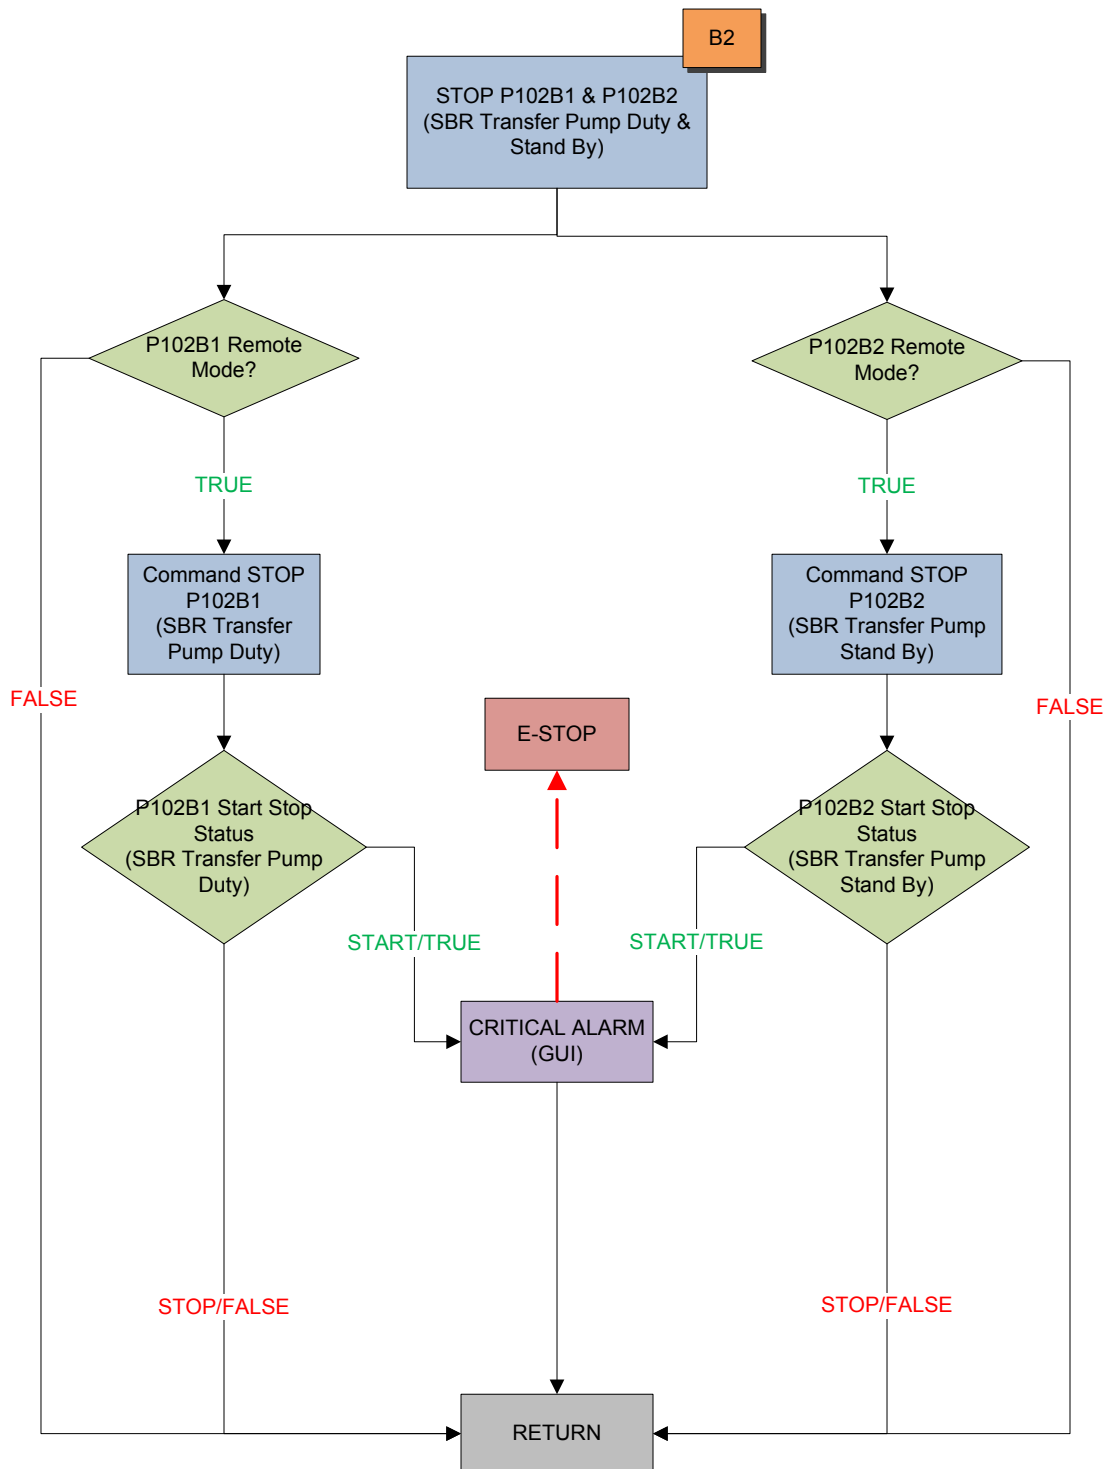 B2
STOP P102B1 & P102B2
(SBR Transfer Pump Duty &
Stand By)
P102B1 Remote
Mode?
P102B2 Remote
Mode?
TRUE
TRUE
Command STOP
P102B1
(SBR Transfer
Pump Duty)
Command STOP
P102B2
(SBR Transfer Pump
Stand By)
FALSE
FALSE
E-STOP
P102B1 Start Stop
Status
(SBR Transfer Pump
Duty)
P102B2 Start Stop
Status
(SBR Transfer Pump
Stand By)
START/TRUE
START/TRUE
CRITICAL ALARM
(GUI)
STOP/FALSE
STOP/FALSE
RETURN